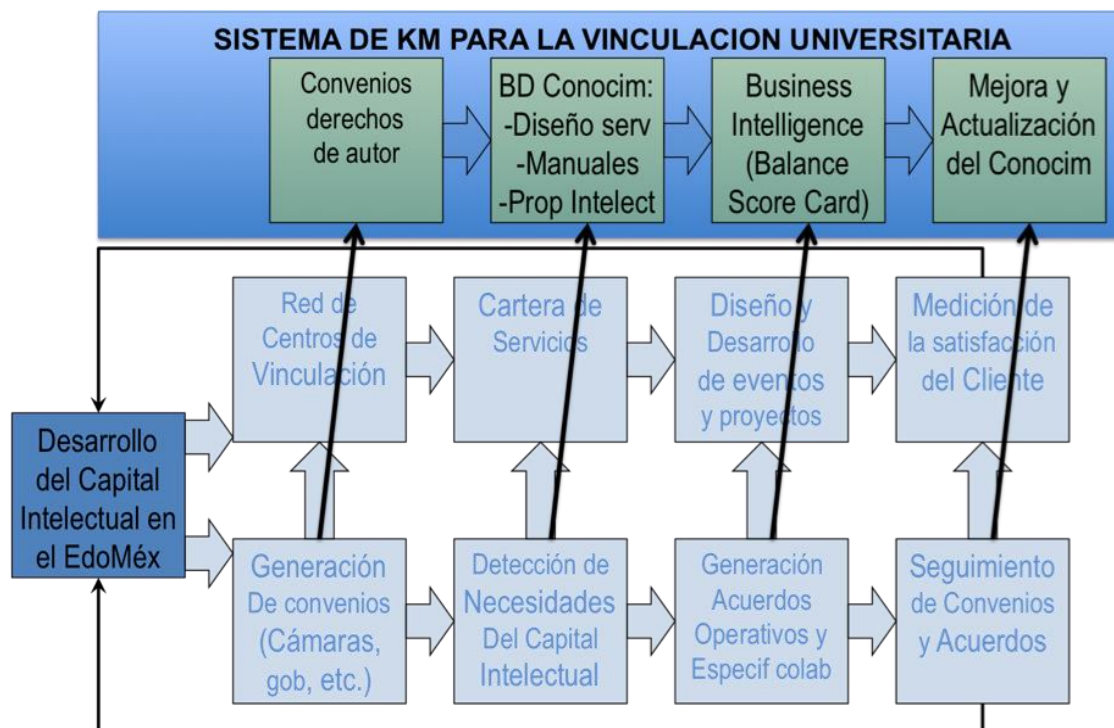 SISTEMA DE KM PARA LA VINCULACION UNIVERSITARIA
Convenios
derechos
de autor
BD Conocim:
-Diseño serv
-Manuales
-Prop Intelect
Business
Intelligence
(Balance
Score Card)
Mejora y
Actualización
del Conocim
Red de
Centros de
Vinculación
Cartera de
Servicios
Diseño y
Desarrollo
de eventos
y proyectos
Medición de
la satisfacción
del Cliente
Desarrollo
del Capital
Intelectual en
el EdoMéx
Generación
De convenios
(Cámaras,
gob, etc.)
Detección de
Necesidades
Del Capital
Intelectual
Generación
Acuerdos
Operativos y
Especif colab
Seguimiento
de Convenios
y Acuerdos